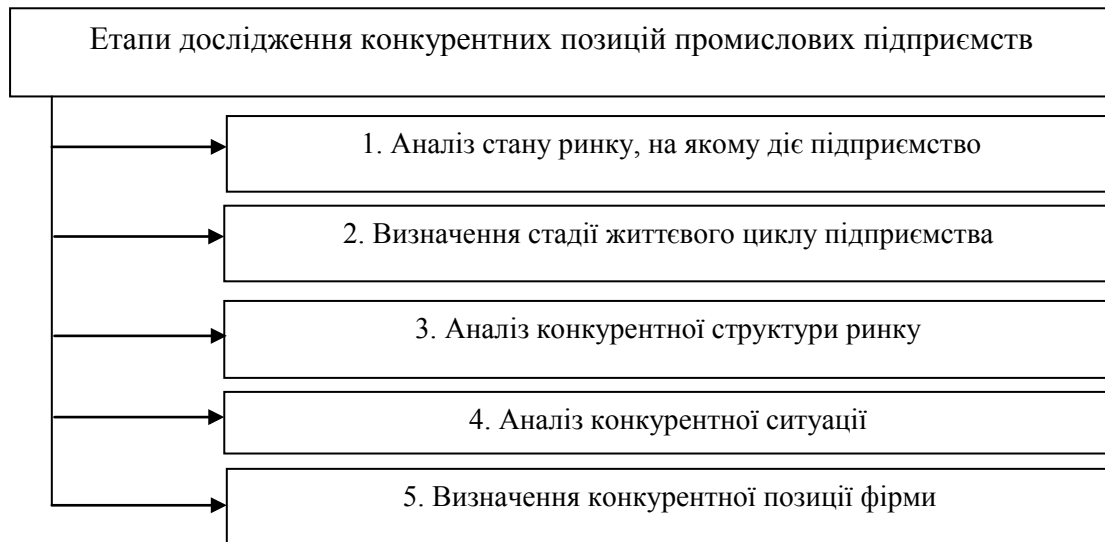 Етапи дослідження конкурентних позицій промислових підприємств
1. Аналіз стану ринку, на якому діє підприємство
2. Визначення стадії життєвого циклу підприємства
3. Аналіз конкурентної структури ринку
4. Аналіз конкурентної ситуації
5. Визначення конкурентної позиції фірми